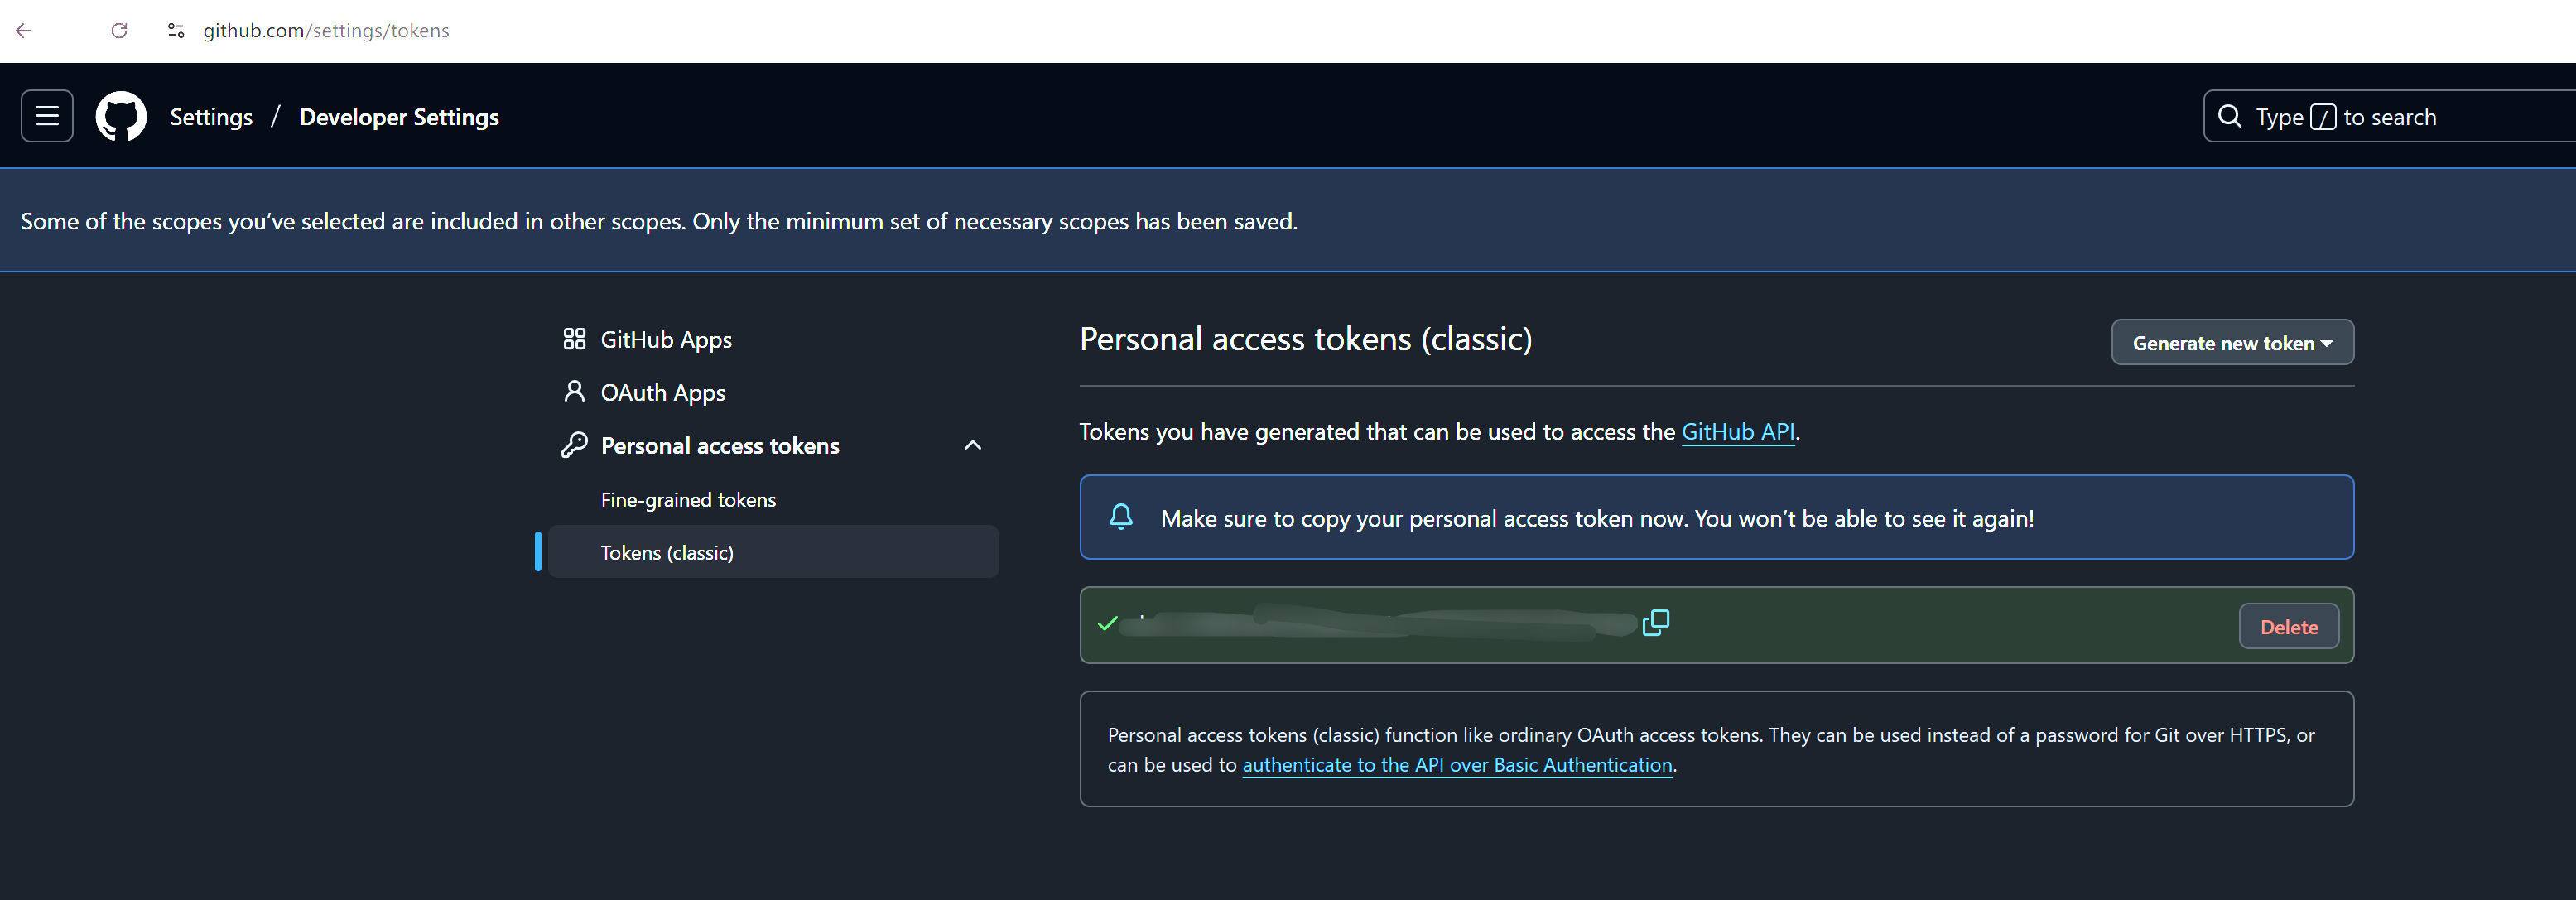 github.com/settings/tokens
Settings / Developer Settings
Type / to search
Some of the scopes you’ve selected are included in other scopes. Only the minimum set of necessary scopes has been saved.
GitHub Apps
OAuth Apps
Personal access tokens
Fine-grained tokens
Tokens (classic)
Personal access tokens (classic)
Generate new token
Tokens you have generated that can be used to access the GitHub API.
Make sure to copy your personal access token now. You won’t be able to see it again!
Delete
Personal access tokens (classic) function like ordinary OAuth access tokens. They can be used instead of a password for Git over HTTPS, or
can be used to authenticate to the API over Basic Authentication.